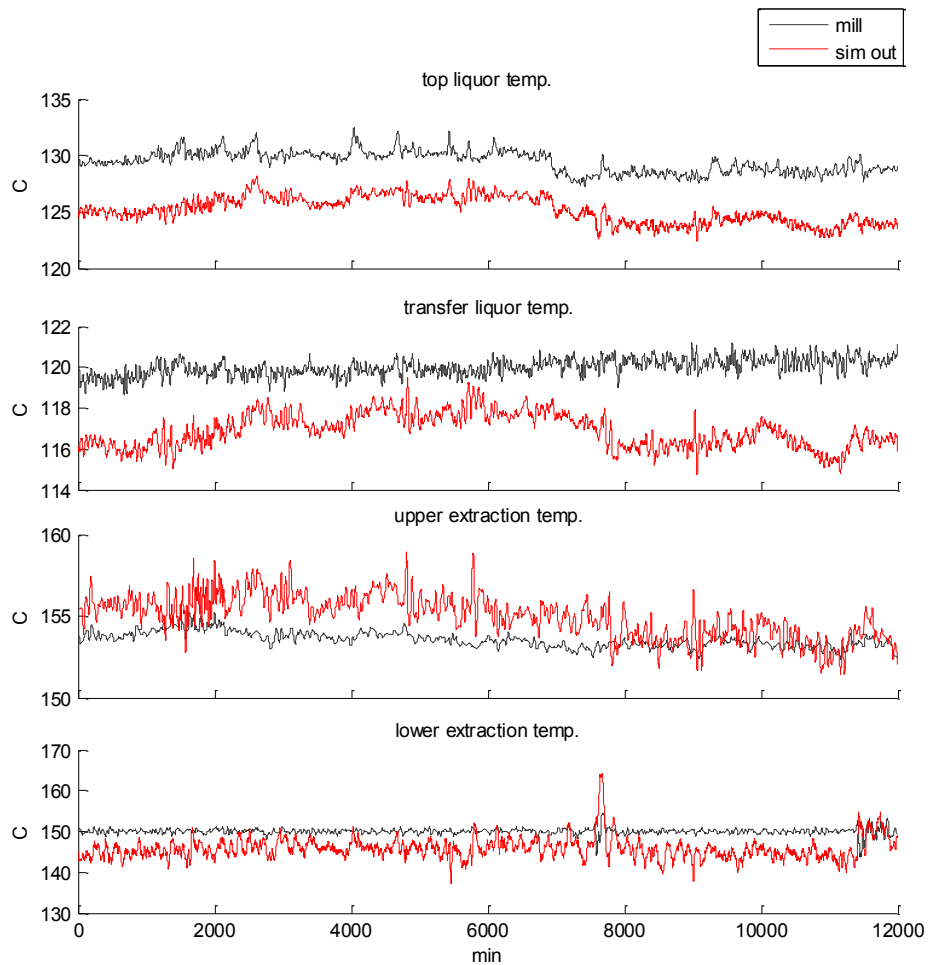 mill
sim out
top liquor temp.
135
130
125
120
C
transfer liquor temp.
122
120
118
116
114
C
upper extraction temp.
160
155
150
C
lower extraction temp.
170
160
150
140
130
C
0 2000 4000 6000 8000 10000 12000
min